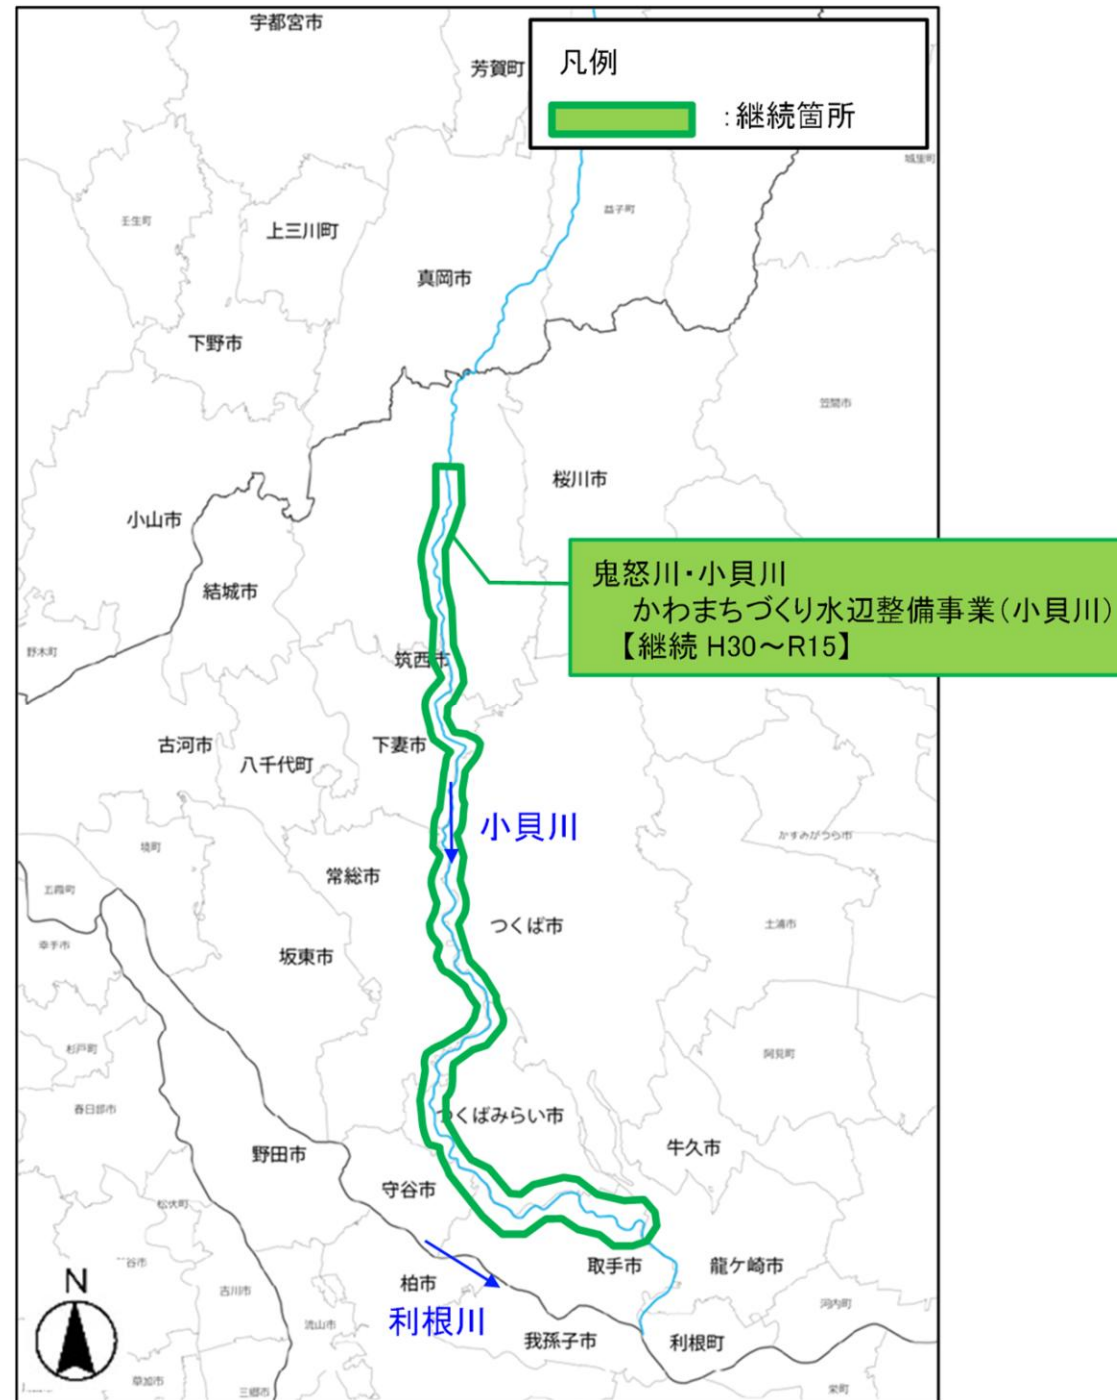 宇都宮市
芳賀町
凡例
:継続箇所
城里町
壬生町
上三川町
益子町
真岡市
下野市
笠間市
桜川市
小山市
結城市
鬼怒川・小貝川
かわまちづくり水辺整備事業(小貝川)
【継続 H30～R15】
野木町
筑西市
古河市
八千代町
下妻市
小貝川
かすみがうら市
境町
常総市
五霞町
つくば市
土浦市
幸手市
坂東市
杉戸町
阿見町
春日部市
つくばみらい市
野田市
牛久市
守谷市
松伏町
取手市
龍ケ崎市
谷市
柏市
N
吉川市
河内町
流山市
利根川
我孫子市
利根町
草加市
三郷市
栄町